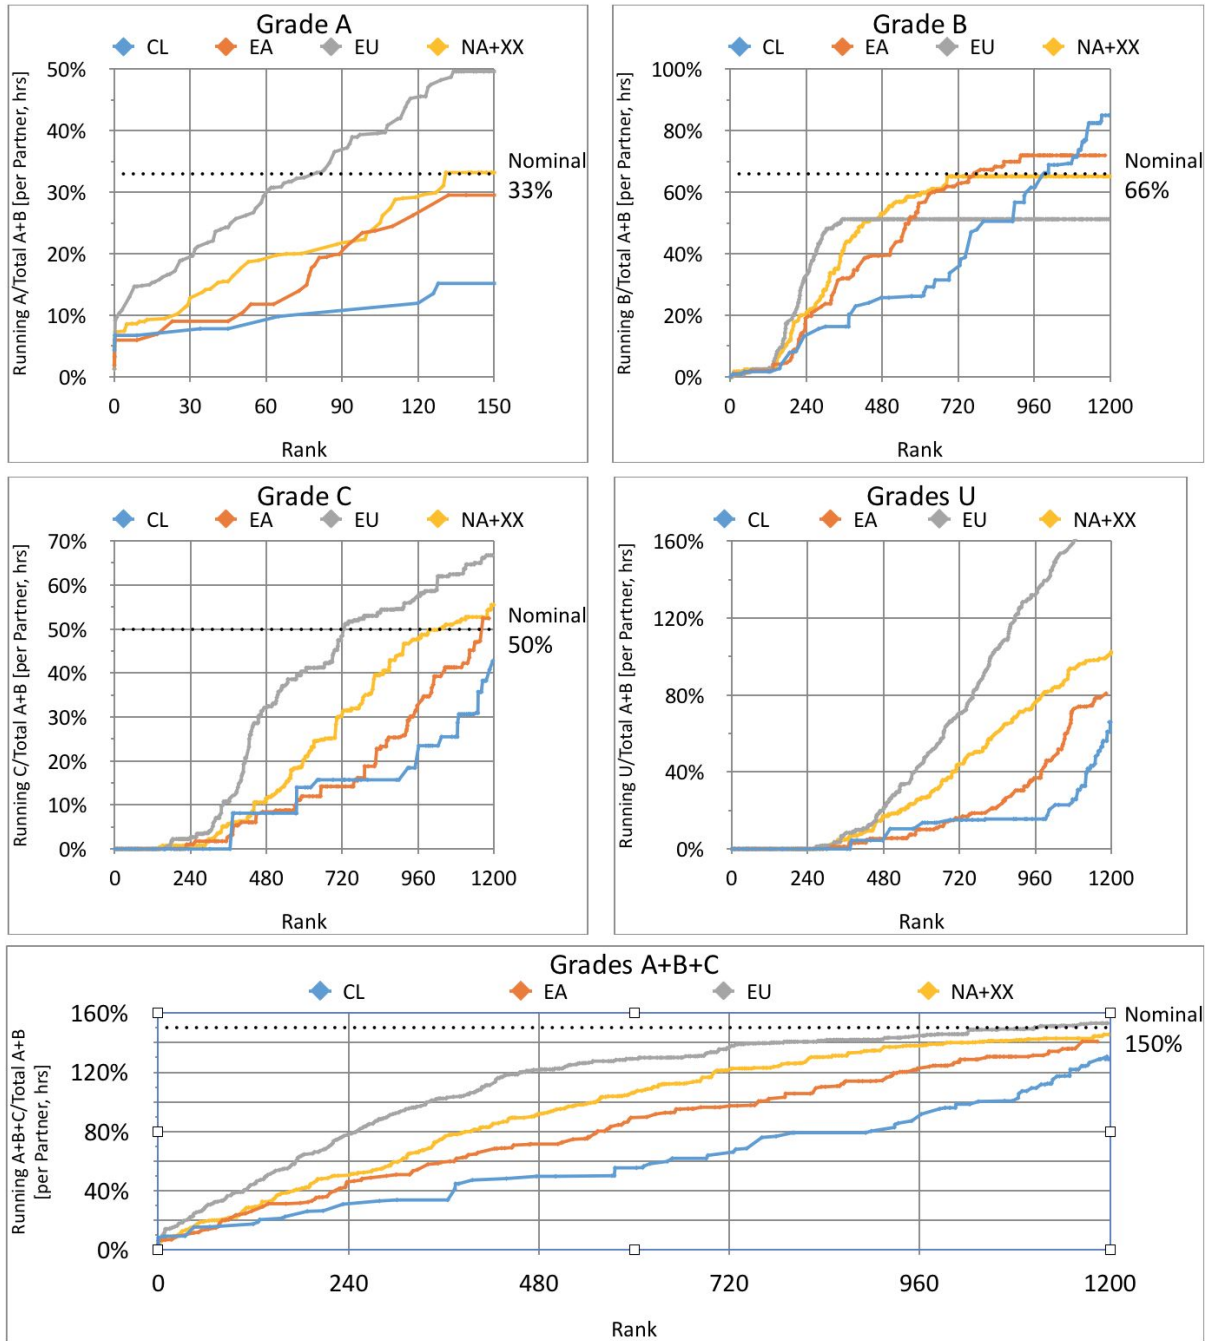 Grade A
CL EA EU NA+XX
Running A/Total A+B [per Partner, hrs]
50%
40%
30%
20%
10%
0%
Nominal
33%
0 30 60 90 120 150
Rank
Grade B
CL EA EU NA+XX
Running B/Total A+B [per Partner, hrs]
100%
80%
60%
40%
20%
0%
Nominal
66%
0 240 480 720 960 1200
Rank
Grade C
CL EA EU NA+XX
Running C/Total A+B [per Partner, hrs]
70%
60%
50%
40%
30%
20%
10%
0%
Nominal
50%
0 240 480 720 960 1200
Rank
Grades U
CL EA EU NA+XX
Running U/Total A+B [per Partner, hrs]
160%
120%
80%
40%
0%
0 240 480 720 960 1200
Rank
Grades A+B+C
CL EA EU NA+XX
Running A+B+C/Total A+B
[per Partner, hrs]
160%
120%
80%
40%
0%
Nominal
150%
0 240 480 720 960 1200
Rank